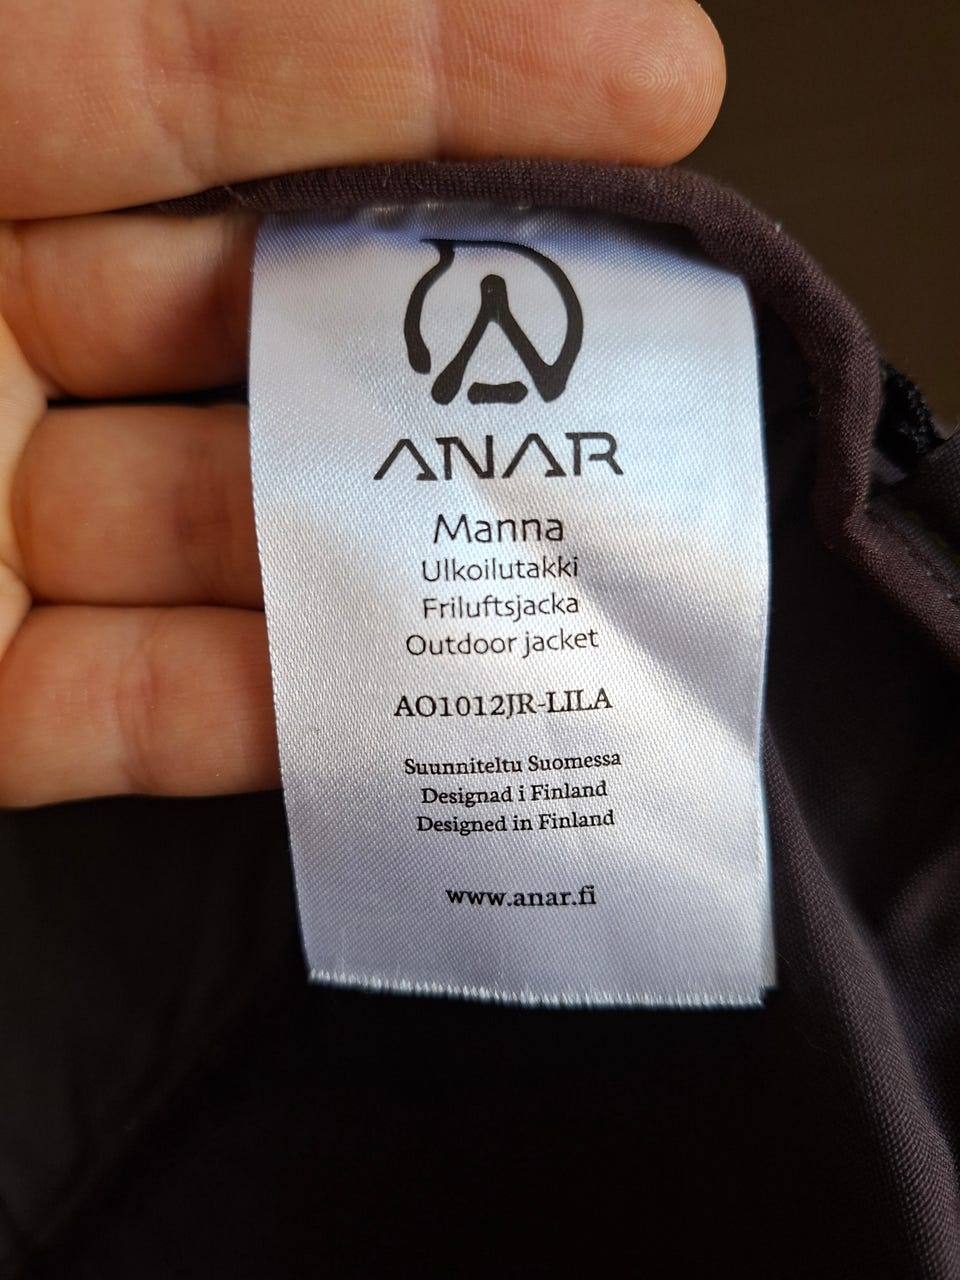 ANAR
Manna
Ulkoilutakki
Friluftsjacka
Outdoor jacket
AO1012JR-LILA
Suunniteltu Suomessa
Designad i Finland
Designed in Finland
www.anar.fi